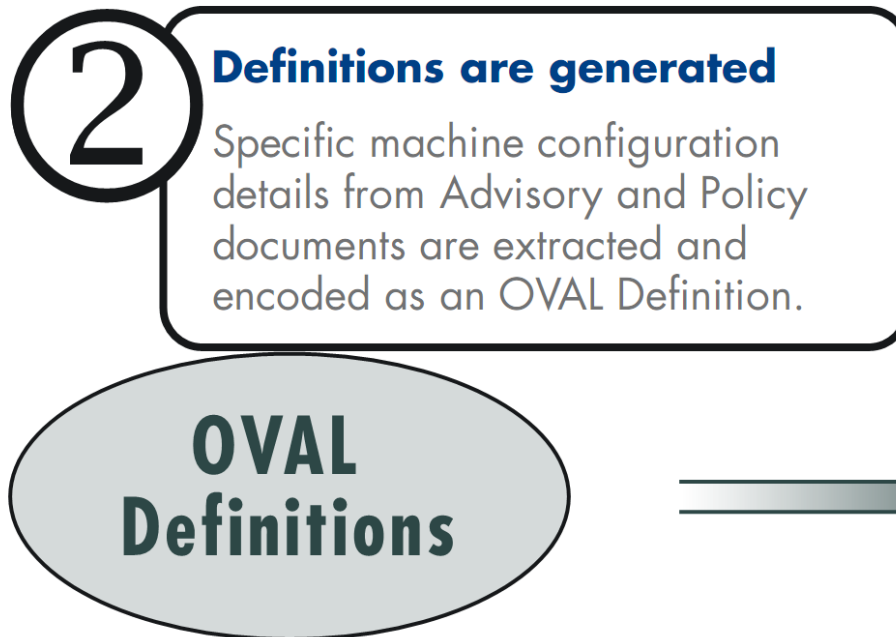 2
Definitions are generated
Specific machine configuration
details from Advisory and Policy
documents are extracted and
encoded as an OVAL Definition.
OVAL
Definitions